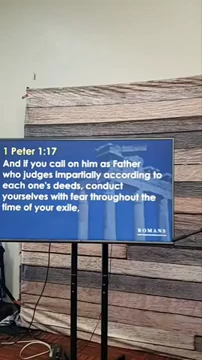 1 Peter 1:17
And if you call on him as Father
who judges impartially according to
each one's deeds, conduct
yourselves with fear throughout the
time of your exile,
ROMANS